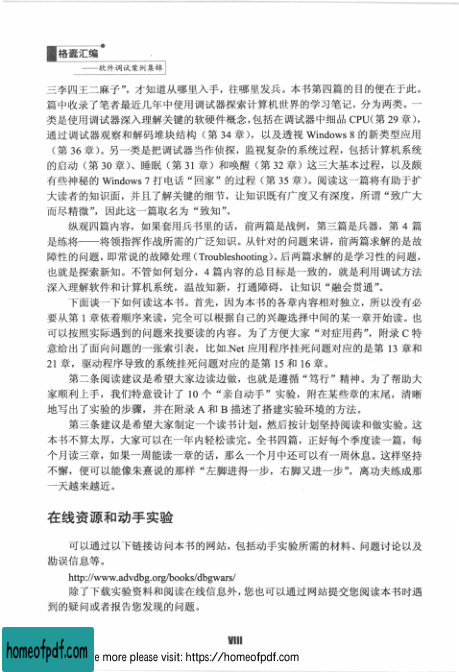 格蠹汇编
——软件调试案例集锦
三李四王二麻子”，才知道从哪里入手，往哪里发兵。本书第四篇的目的便在于此。
篇中收录了笔者最近几年中使用调试器探索计算机世界的学习笔记，分为两类。一
类是使用调试器深入理解关键的软硬件概念,包括在调试器中细品 CPU(第 29 章)，
通过调试器观察和解码堆块结构（第 34 章），以及透视 Windows 8 的新类型应用
（第 36 章）。另一类是把调试器当作侦探，监视复杂的系统过程，包括计算机系统
的启动（第 30 章）、睡眠（第 31 章）和唤醒（第 32 章）这三大基本过程，以及颇
有些神秘的 Windows 7 打电话“回家”的过程（第 35 章）。阅读这一篇将有助于扩
大读者的知识面，并且了解关键的细节，让知识既有广度又有深度，所谓“致广大
而尽精微”，因此这一篇取名为“致知”。
纵观四篇内容，如果套用兵书里的话，前两篇是战例，第三篇是兵器，第 4 篇
是练将——将领指挥作战所需的广泛知识。从针对的问题来讲，前两篇求解的是故
障性的问题，即常说的故障处理（Troubleshooting）。后两篇求解的是学习性的问题，
也就是探索新知。不管如何划分，4 篇内容的总目标是一致的，就是利用调试方法
深入理解软件和计算机系统，温故知新，打通障碍，让知识“融会贯通”。
下面谈一下如何读这本书。首先，因为本书的各章内容相对独立，所以没有必
要从第 1 章依着顺序来读，完全可以根据自己的兴趣选择中间的某一章开始读。也
可以按照实际遇到的问题来找要读的内容。为了方便大家“对症用药”，附录 C 特
意给出了面向问题的一张索引表，比如.Net 应用程序挂死问题对应的是第 13 章和
21 章，驱动程序导致的系统挂死问题对应的是第 15 和 16 章。
第二条阅读建议是希望大家边读边做，也就是遵循“笃行”精神。为了帮助大
家顺利上手，我们特意设计了 10 个“亲自动手”实验，附在某些章的末尾，清晰
地写出了实验的步骤，并在附录 A 和 B 描述了搭建实验环境的方法。
第三条建议是希望大家制定一个读书计划，然后按计划坚持阅读和做实验。这
本书不算太厚，大家可以在一年内轻松读完。全书四篇，正好每个季度读一篇，每
个月读三章，如果一周能读一章的话，那么一个月中还可以有一周休息。这样坚持
不懈，便可以能像朱熹说的那样“左脚进得一步，右脚又进一步”，离功夫练成那
一天越来越近。
在线资源和动手实验
可以通过以下链接访问本书的网站，包括动手实验所需的材料、问题讨论以及
勘误信息等。
http://www.advdbg.org/books/dbgwars/
除了下载实验资料和阅读在线信息外，您也可以通过网站提交您阅读本书时遇
到的疑问或者报告您发现的问题。
VIII
homeofpdf.com
e more please visit: https://homeofpdf.com